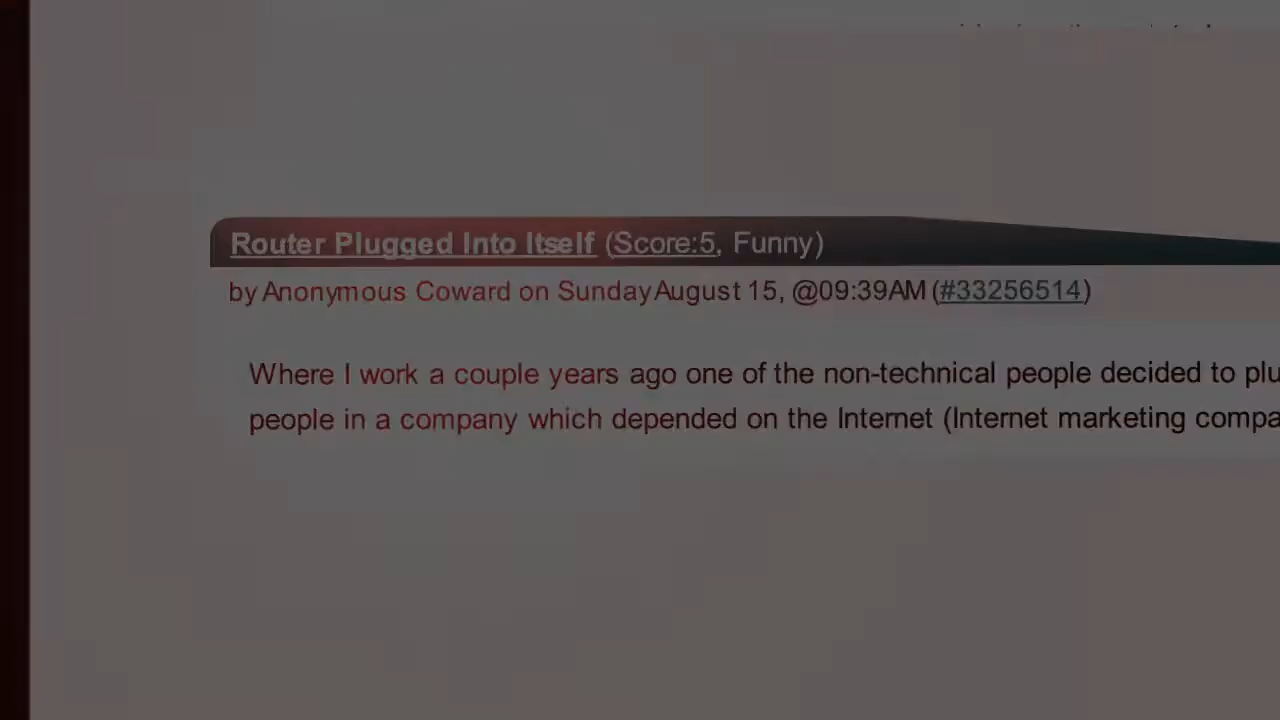 Router Plugged Into Itself (Score:5, Funny)
by Anonymous Coward on Sunday August 15, @09:39AM (#33256514)
Where I work a couple years ago one of the non-technical people decided to plu
people in a company which depended on the Internet (Internet marketing compa